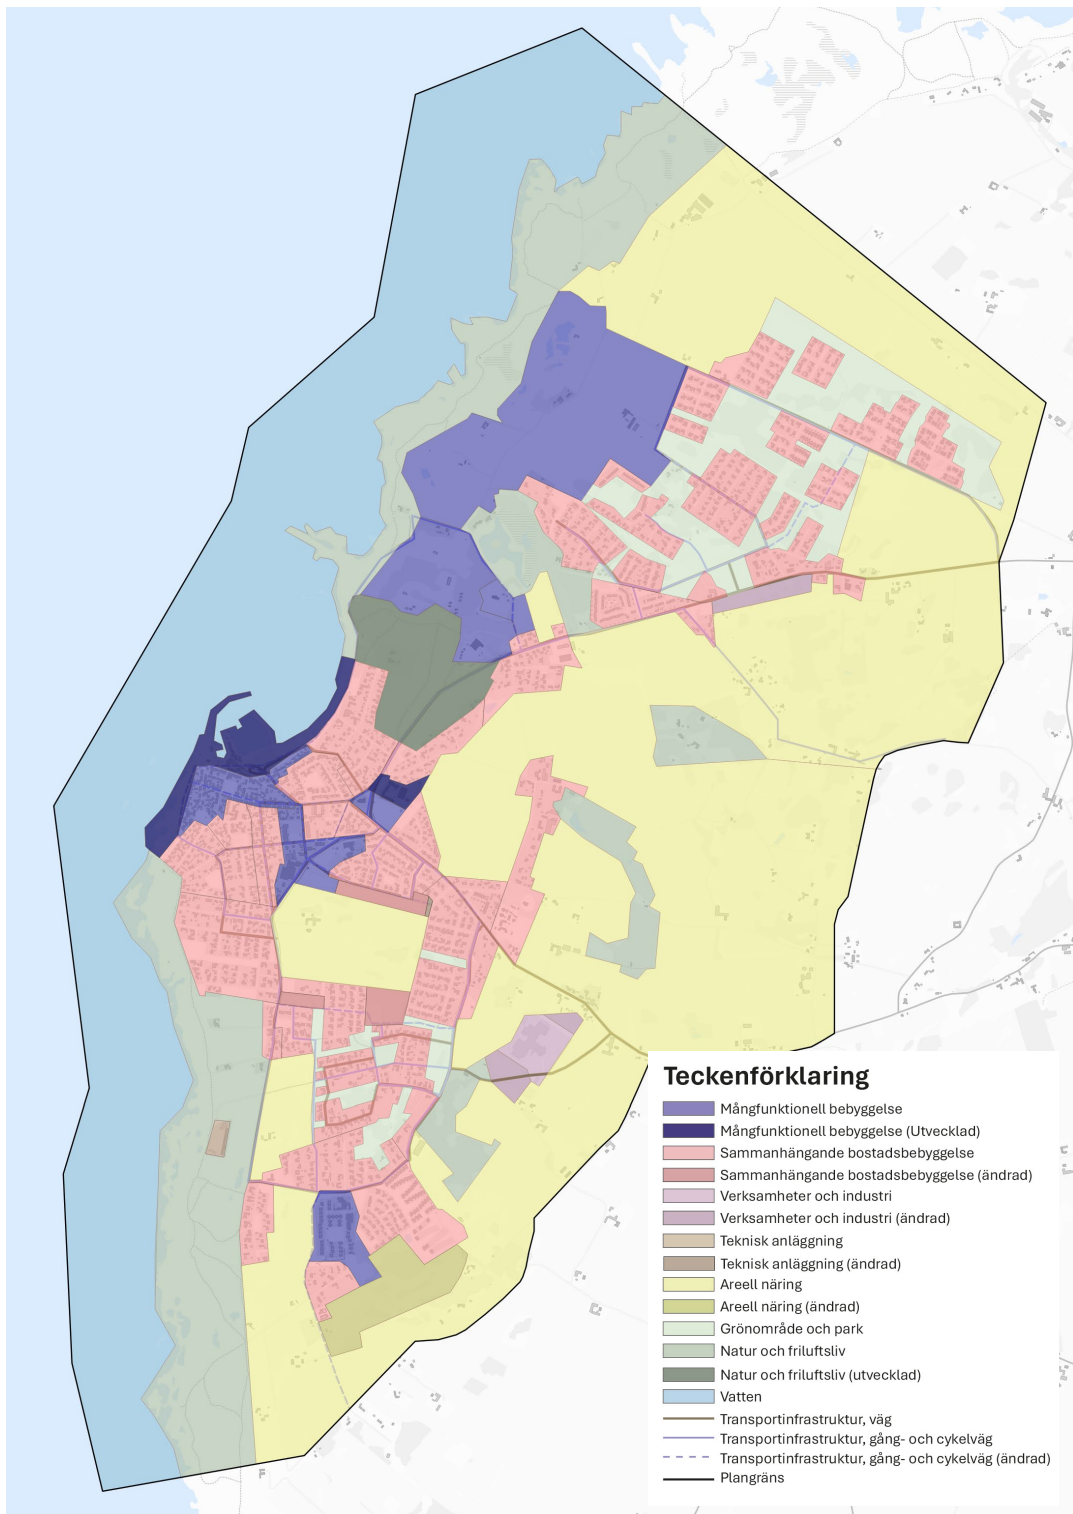 Teckenförklaring
Mångfunktionell bebyggelse
Mångfunktionell bebyggelse (Utvecklad)
Sammanhängande bostadsbebyggelse
Sammanhängande bostadsbebyggelse (ändrad)
Verksamheter och industri
Verksamheter och industri (ändrad)
Teknisk anläggning
Teknisk anläggning (ändrad)
Areell näring
Areell näring (ändrad)
Grönområde och park
Natur och friluftsliv
Natur och friluftsliv (utvecklad)
Vatten
Transportinfrastruktur, väg
Transportinfrastruktur, gång- och cykelväg
Transportinfrastruktur, gång- och cykelväg (ändrad)
Plangräns